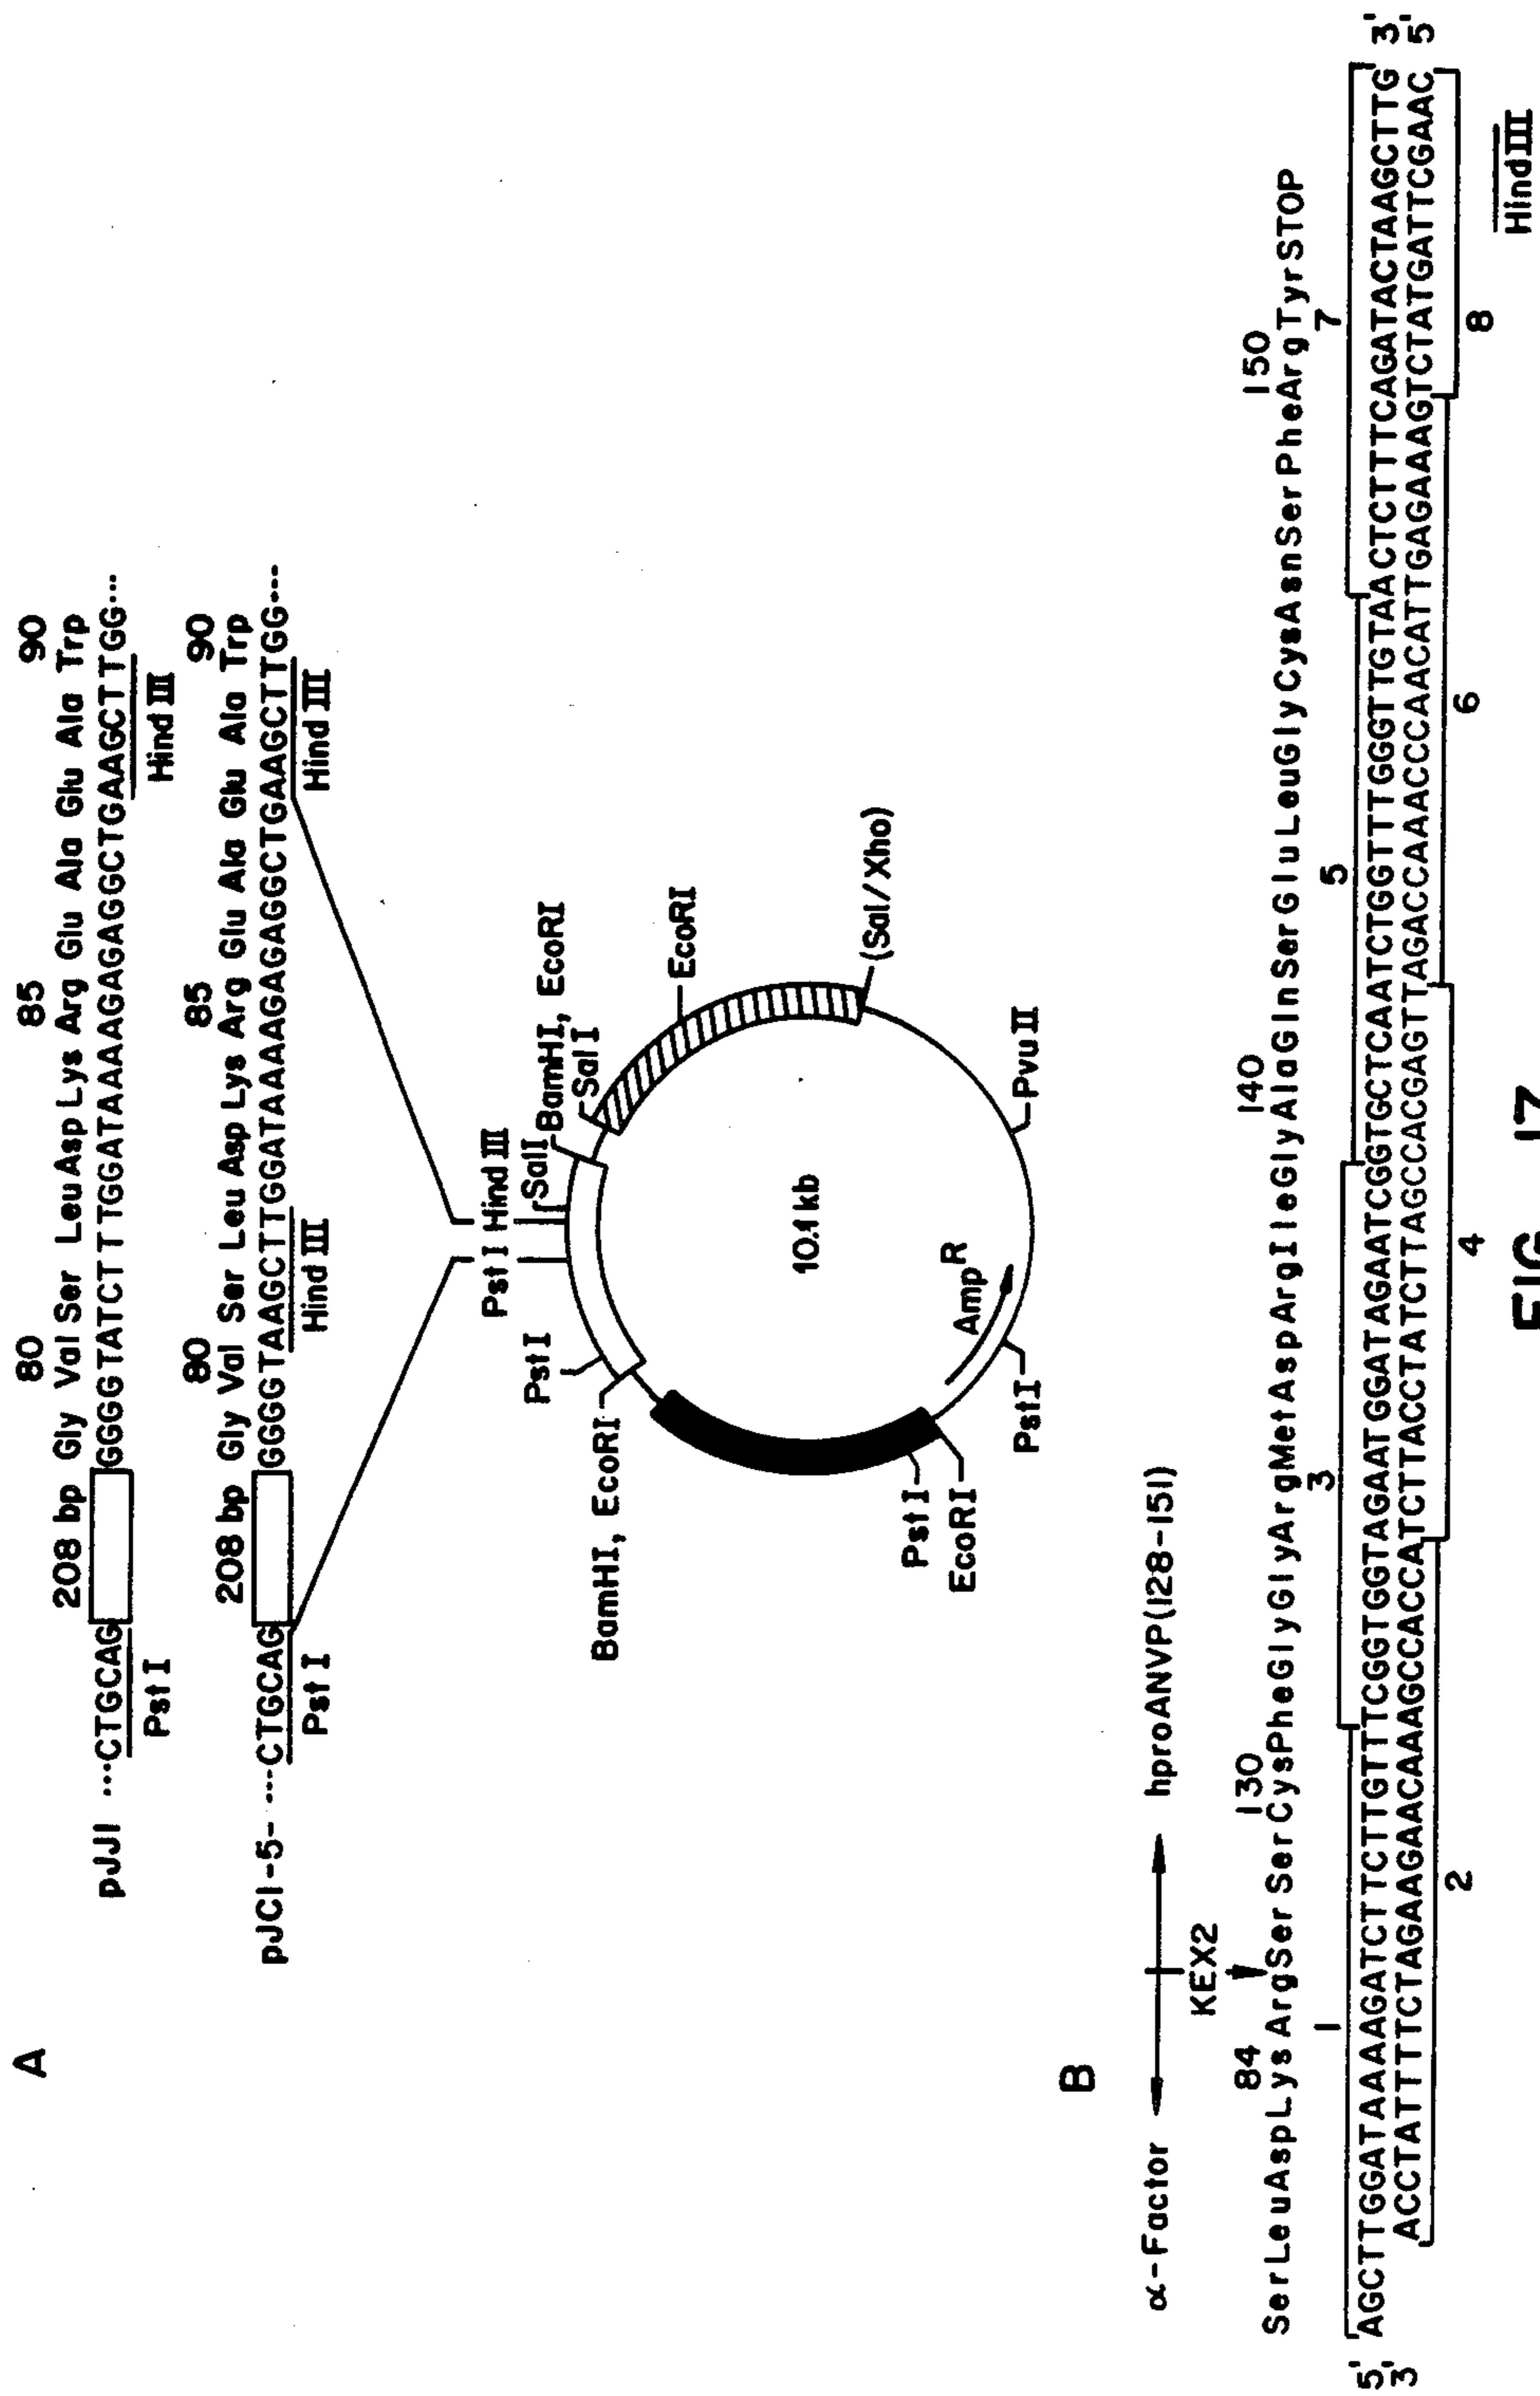 A
80 85 90
208 bp Gly Val Ser Leu Asp Lys Arg Glu Ala Glu Ala Trp
pJJI ...CTGCAG GGGGTATCTTTGGATAAAAGAGAGGCTGAAGCTTGG...
Pst I Hind III
80 85 90
208 bp Gly Val Ser Leu Asp Lys Arg Glu Ala Glu Ala Trp
pJCI-5- ---CTGCAG GGGGTAAGCTTGGATAAAAGAGAGGCTGAAGCTTGG---
Pst I Hind III Hind III
Pst I Hind III
SalI
Pst I
BamHI, EcoRI
Sal I
BamHI, EcoRI
EcoRI
(Sal/Xho)
10.1 kb
Amp R
Pst I
EcoRI
Pst I
Pvu II
B
α-Factor hproANVP(128-151)
KEX2
84 130 140 150
SerLeuAspLysArgSerSerCysPheGlyGlyArgMetAspArgIleGlyAlaGlnSerGluLeuGlyCysAsnSerPheArgTyrSTOP
1 3 5 7
5' AGCTTGGATAAAAGATCTTCTTGTTTCGGTGGTAGAATGGATAGAATCGGTGCTCAATCTGGTTTGGGTTGTAACTCTTTCAGATACTAAGCTTG 3'
3' ACCTATTTTCTAGAAGAACAAAGCCACCATCTTACCTATCTTAGCCACGAGTTAGACCAAACCCAACATTGAGAAAGTCTATGATTCGAAC 5'
2 4 6 8
Hind III
FIG. 17